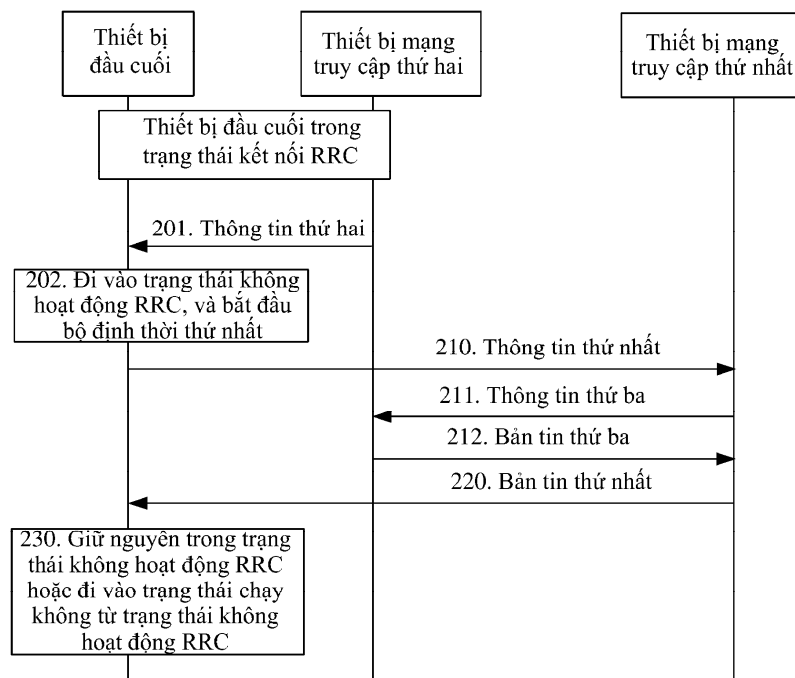 Thiết bị
đầu cuối
Thiết bị mạng
truy cập thứ hai
Thiết bị mạng
truy cập thứ nhất
Thiết bị đầu cuối trong
trạng thái kết nối RRC
201. Thông tin thứ hai
202. Đi vào trạng thái không
hoạt động RRC, và bắt đầu
bộ định thời thứ nhất
210. Thông tin thứ nhất
211. Thông tin thứ ba
212. Bản tin thứ ba
220. Bản tin thứ nhất
230. Giữ nguyên trong trạng
thái không hoạt động RRC
hoặc đi vào trạng thái chạy
không từ trạng thái không
hoạt động RRC